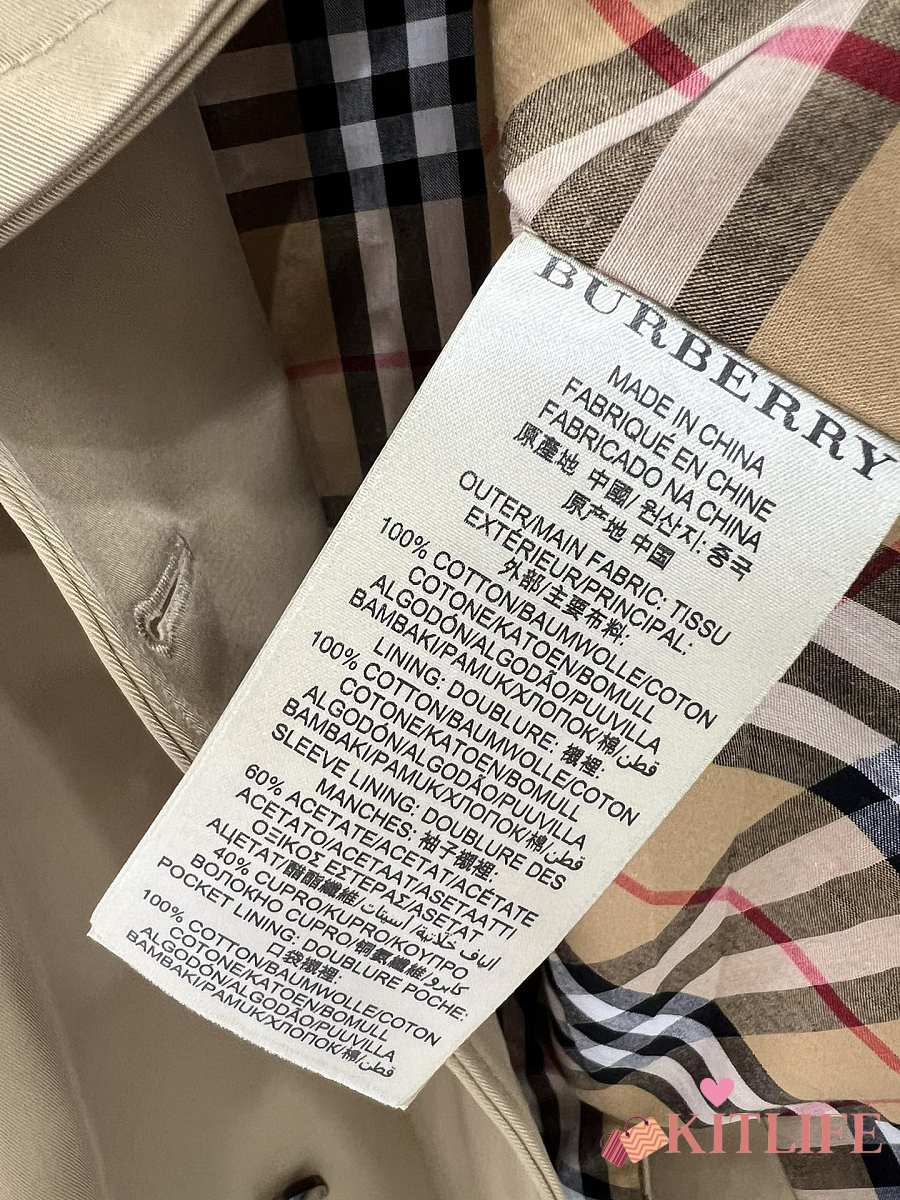 BURBERRY
MADE IN CHINA
FABRIQUÉ EN CHINE
FABRICADO NA CHINA
原產地 中國/ 원산지: 중국
原产地 中国
OUTER/MAIN FABRIC: TISSU
EXTÉRIEUR/PRINCIPAL:
外部/主要布料:
100% COTTON/BAUMWOLLE/COTON
COTONE/KATOEN/BOMULL
ALGODÓN/ALGODÃO/PUUVILLA
BAMBAKI/PAMUK/ХЛОПОК/棉/قطن
LINING: DOUBLURE: 襯裡:
100% COTTON/BAUMWOLLE/COTON
COTONE/KATOEN/BOMULL
ALGODÓN/ALGODÃO/PUUVILLA
BAMBAKI/PAMUK/ХЛОПОК/棉/قطن
SLEEVE LINING: DOUBLURE DES
MANCHES: 袖子襯裡:
60% ACETATE/ACETAT/ACÉTATE
ACETATO/ACETAAT/ASETAATTI/
ΟΞΙΚΟΣ ΕΣΤΕΡΑΣ/ASETAT
АЦЕТАТ/醋酯纖維/ألياف خلاتية/أسيتات
40% CUPRO/KUPRO/ΚΟΥΠΡΟ
ВОЛОКНО CUPRO/銅氨纖維/كابرو
POCKET LINING: DOUBLURE POCHE:
口袋襯裡:
100% COTTON/BAUMWOLLE/COTON
COTONE/KATOEN/BOMULL
ALGODÓN/ALGODÃO/PUUVILLA
BAMBAKI/PAMUK/ХЛОПОК/棉/قطن
KITLIFE